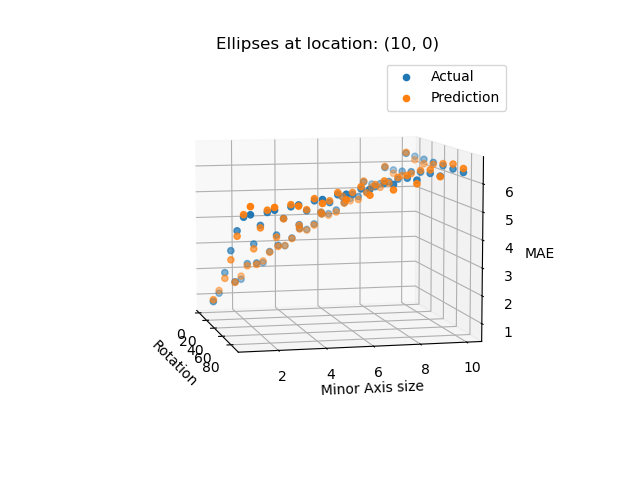 Ellipses at location: (10, 0)
Actual
Prediction
6
5
4
3
2
1
MAE
0
20
40
60
80
Rotation
2
4
6
8
10
Minor Axis size